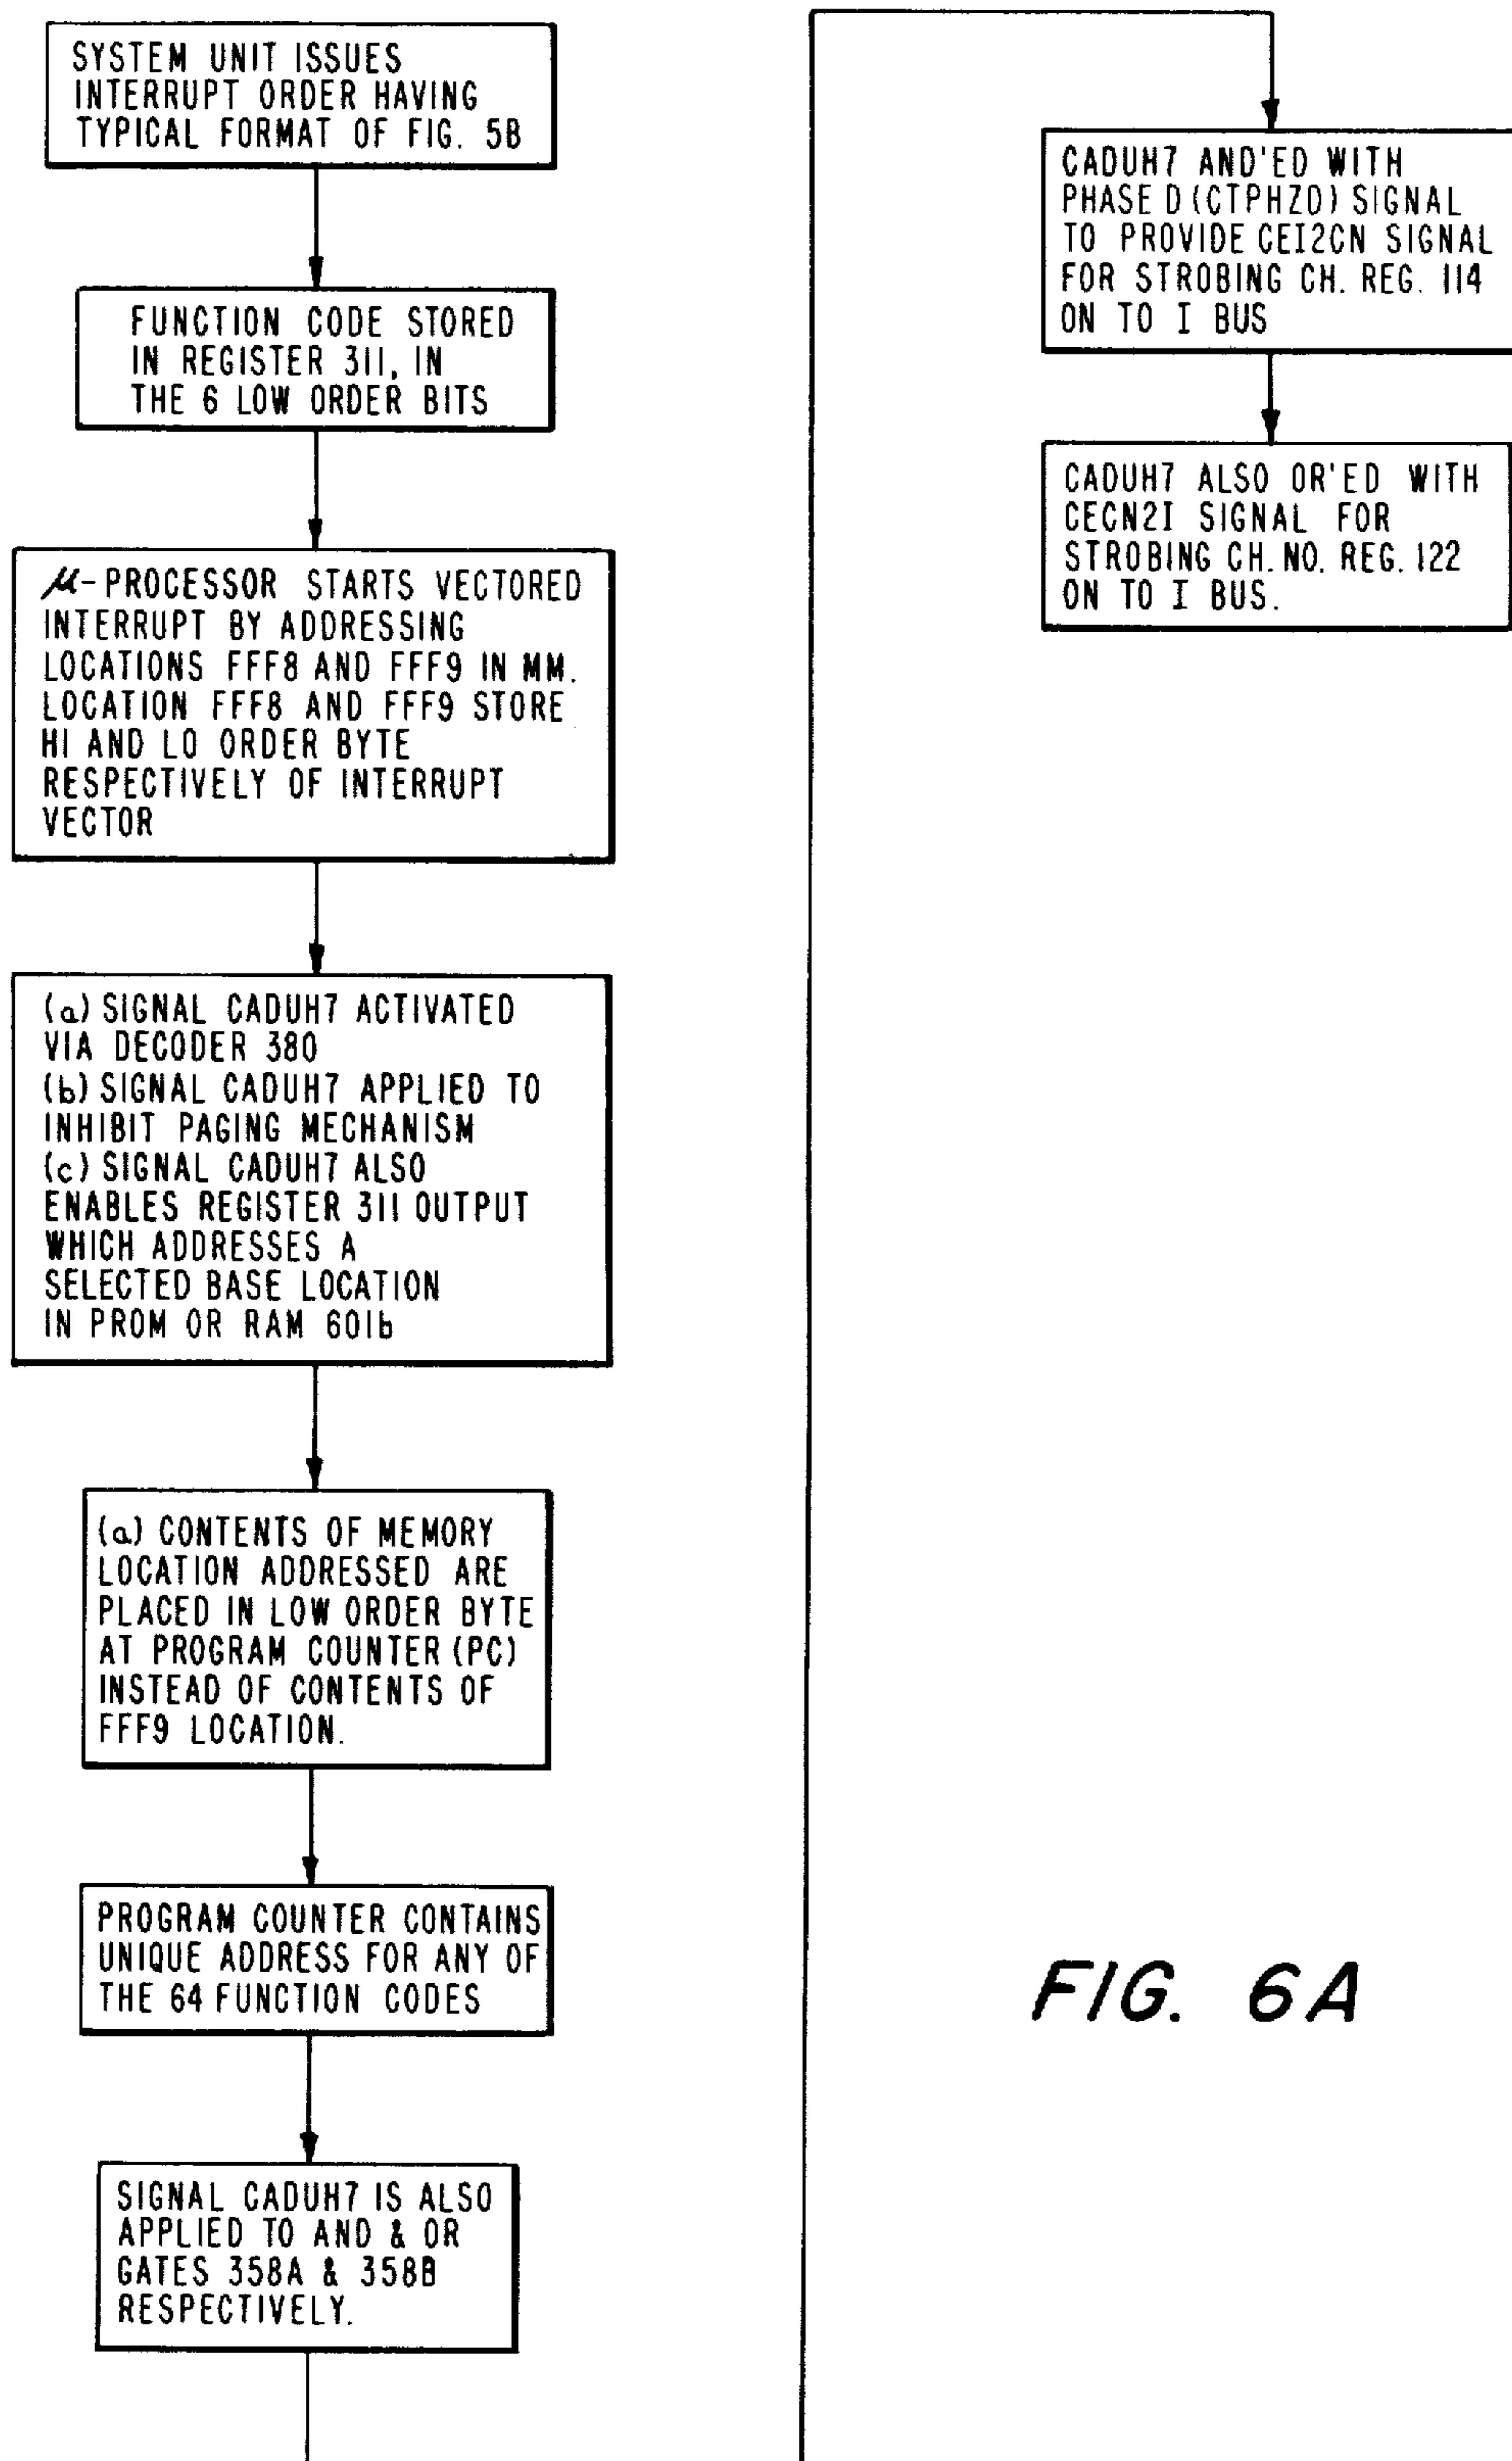 SYSTEM UNIT ISSUES
INTERRUPT ORDER HAVING
TYPICAL FORMAT OF FIG. 5B
FUNCTION CODE STORED
IN REGISTER 311, IN
THE 6 LOW ORDER BITS
μ-PROCESSOR STARTS VECTORED
INTERRUPT BY ADDRESSING
LOCATIONS FFF8 AND FFF9 IN MM.
LOCATION FFF8 AND FFF9 STORE
HI AND LO ORDER BYTE
RESPECTIVELY OF INTERRUPT
VECTOR
(a) SIGNAL CADUH7 ACTIVATED
VIA DECODER 380
(b) SIGNAL CADUH7 APPLIED TO
INHIBIT PAGING MECHANISM
(c) SIGNAL CADUH7 ALSO
ENABLES REGISTER 311 OUTPUT
WHICH ADDRESSES A
SELECTED BASE LOCATION
IN PROM OR RAM 601b
(a) CONTENTS OF MEMORY
LOCATION ADDRESSED ARE
PLACED IN LOW ORDER BYTE
AT PROGRAM COUNTER (PC)
INSTEAD OF CONTENTS OF
FFF9 LOCATION.
PROGRAM COUNTER CONTAINS
UNIQUE ADDRESS FOR ANY OF
THE 64 FUNCTION CODES
SIGNAL CADUH7 IS ALSO
APPLIED TO AND & OR
GATES 358A & 358B
RESPECTIVELY.
CADUH7 AND'ED WITH
PHASE D (CTPHZD) SIGNAL
TO PROVIDE CEI2CN SIGNAL
FOR STROBING CH. REG. 114
ON TO I BUS
CADUH7 ALSO OR'ED WITH
CECN2I SIGNAL FOR
STROBING CH. NO. REG. 122
ON TO I BUS.
FIG. 6A